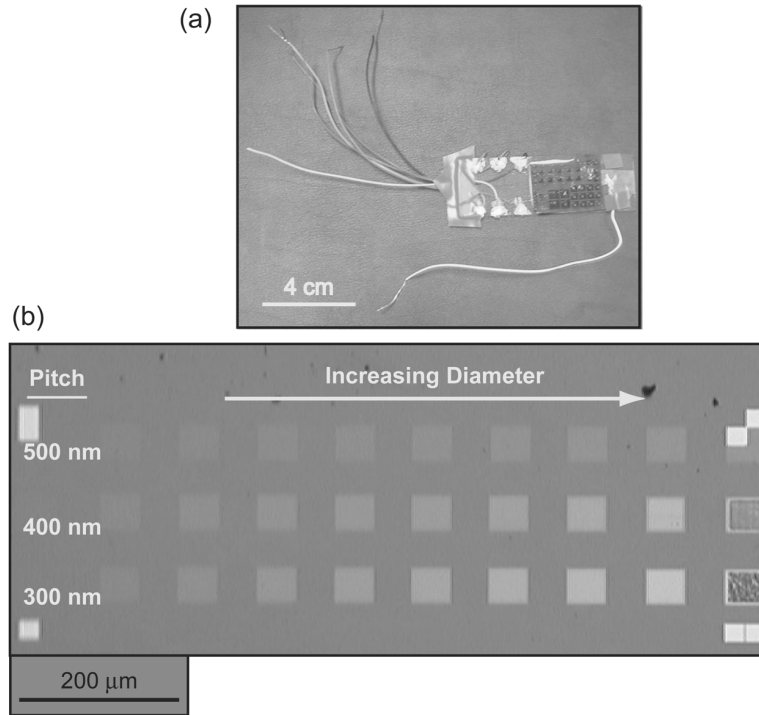 (a)
4 cm
(b)
Pitch
Increasing Diameter
500 nm
400 nm
300 nm
200 μm